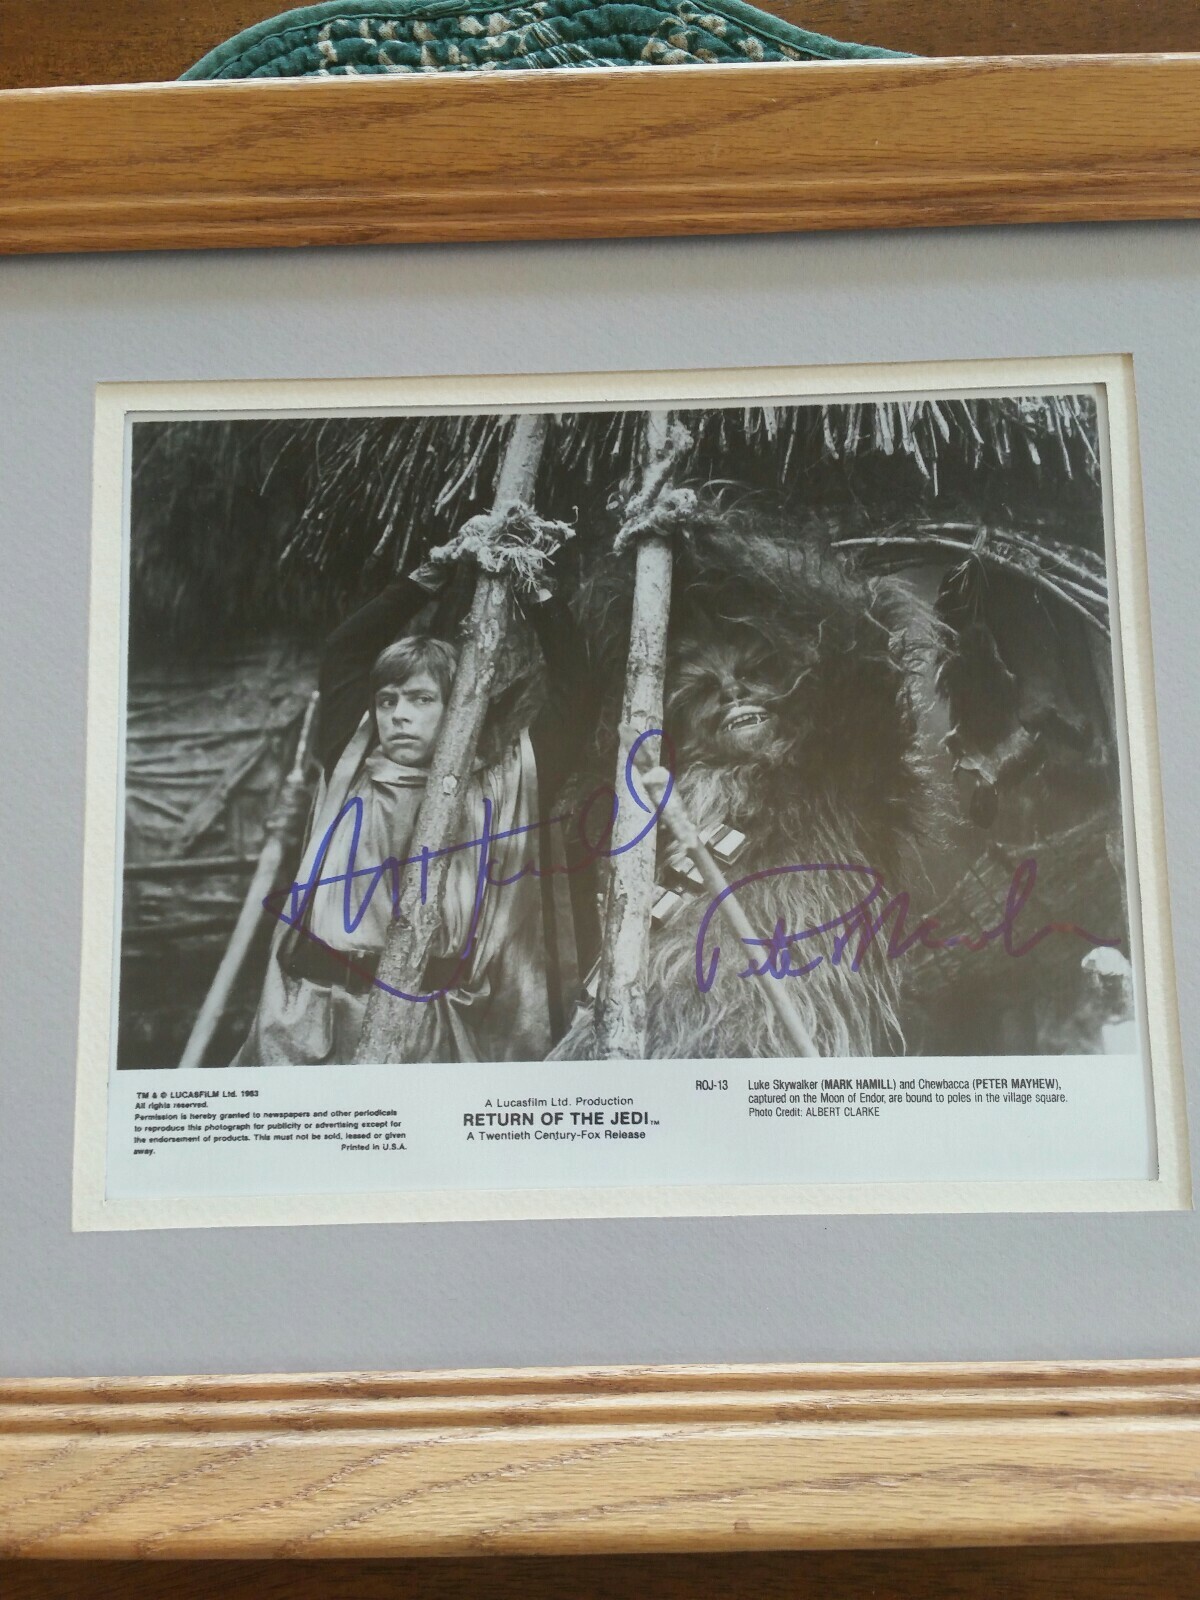 TM & © LUCASFILM Ltd. 1983
All rights reserved.
Permission is hereby granted to newspapers and other periodicals
to reproduce this photograph for publicity or advertising except for
the endorsement of products. This must not be sold, leased or given
away.
Printed in U.S.A.
A Lucasfilm Ltd. Production
RETURN OF THE JEDI™
A Twentieth Century-Fox Release
ROJ-13
Luke Skywalker (MARK HAMILL) and Chewbacca (PETER MAYHEW),
captured on the Moon of Endor, are bound to poles in the village square.
Photo Credit: ALBERT CLARKE